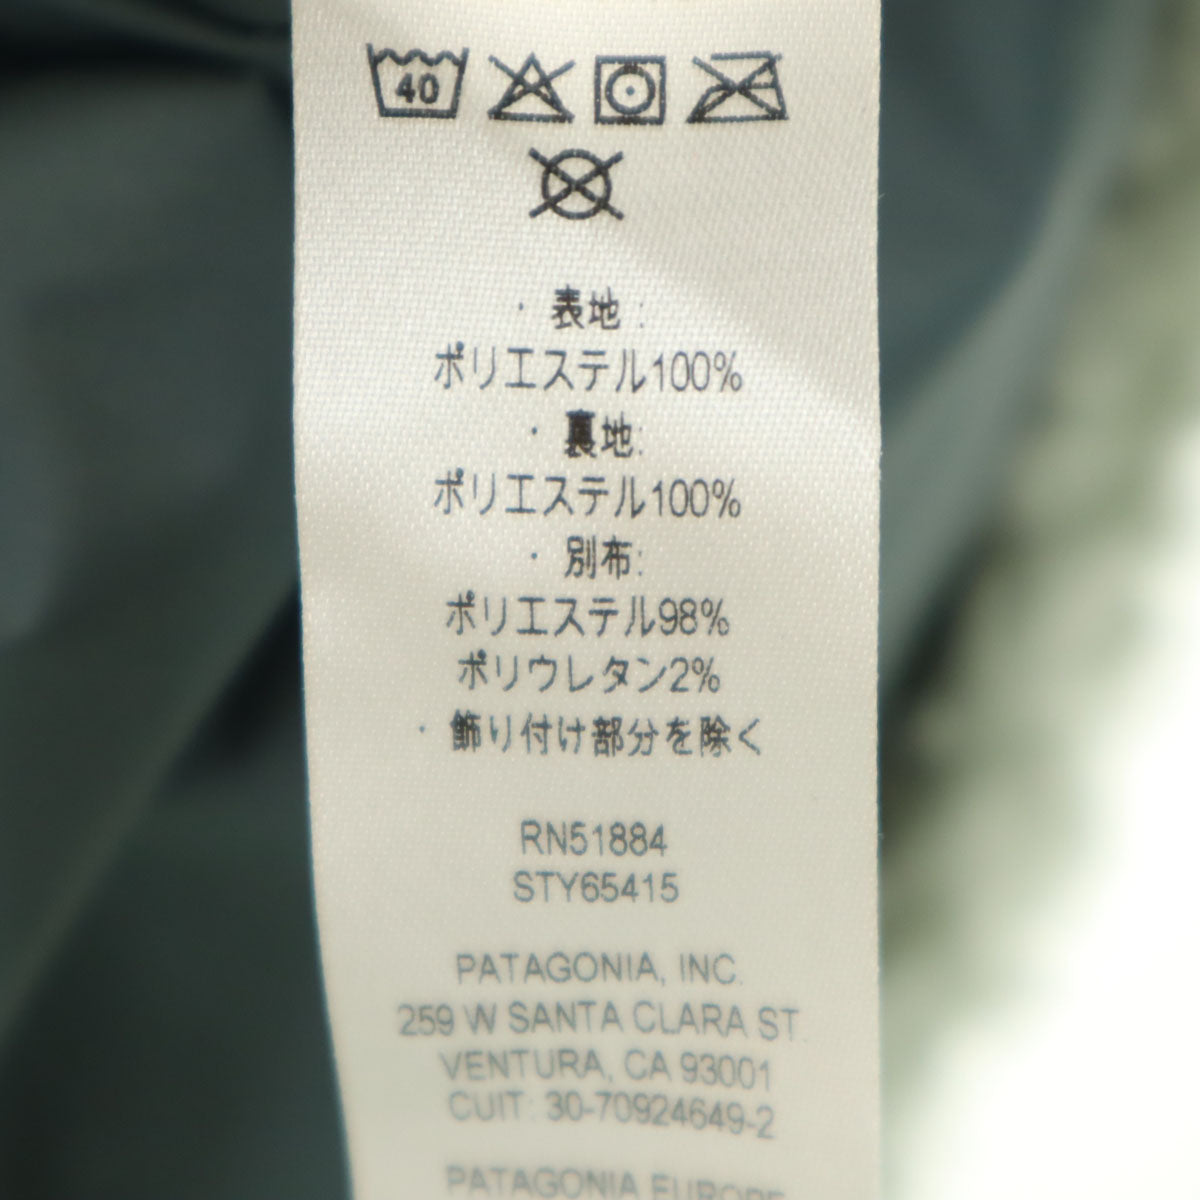 40
・表地:
ポリエステル100%
・裏地:
ポリエステル100%
・別布:
ポリエステル98%
ポリウレタン2%
・飾り付け部分を除く
RN51884
STY65415
PATAGONIA, INC.
259 W SANTA CLARA ST.
VENTURA, CA 93001
CUIT: 30-70924649-2
PATAGONIA EUROPE